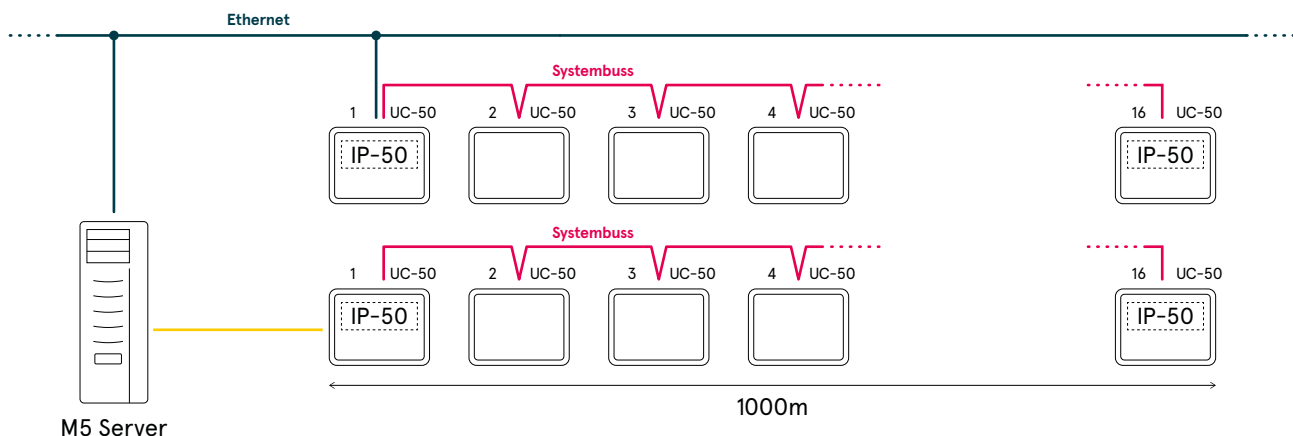 Ethernet
Systembuss
1 UC-50 2 UC-50 3 UC-50 4 UC-50 16 UC-50
IP-50 IP-50
Systembuss
1 UC-50 2 UC-50 3 UC-50 4 UC-50 16 UC-50
IP-50 IP-50
1000m
M5 Server